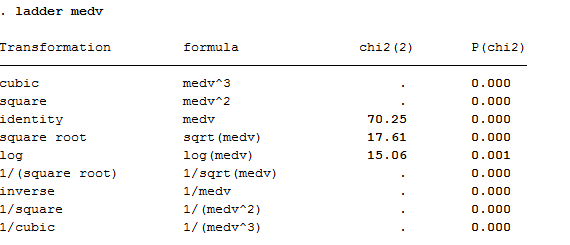 . ladder medv
Transformation formula chi2(2) P(chi2)
cubic medv^3 . 0.000
square medv^2 . 0.000
identity medv 70.25 0.000
square root sqrt(medv) 17.61 0.000
log log(medv) 15.06 0.001
1/(square root) 1/sqrt(medv) . 0.000
inverse 1/medv . 0.000
1/square 1/(medv^2) . 0.000
1/cubic 1/(medv^3) . 0.000